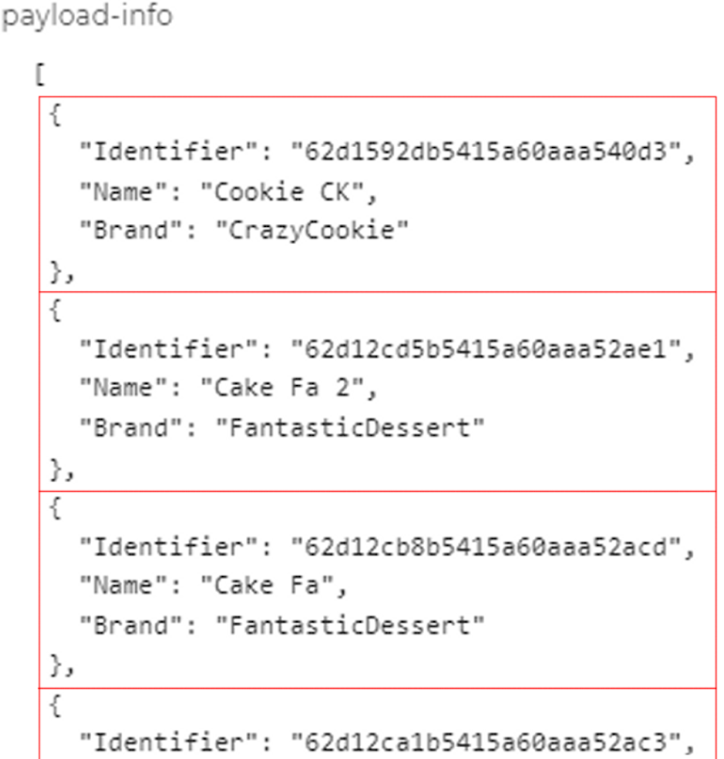 payload-info
[
{
"Identifier": "62d1592db5415a60aaa540d3",
"Name": "Cookie CK",
"Brand": "CrazyCookie"
},
{
"Identifier": "62d12cd5b5415a60aaa52ae1",
"Name": "Cake Fa 2",
"Brand": "FantasticDessert"
},
{
"Identifier": "62d12cb8b5415a60aaa52acd",
"Name": "Cake Fa",
"Brand": "FantasticDessert"
},
{
"Identifier": "62d12ca1b5415a60aaa52ac3",